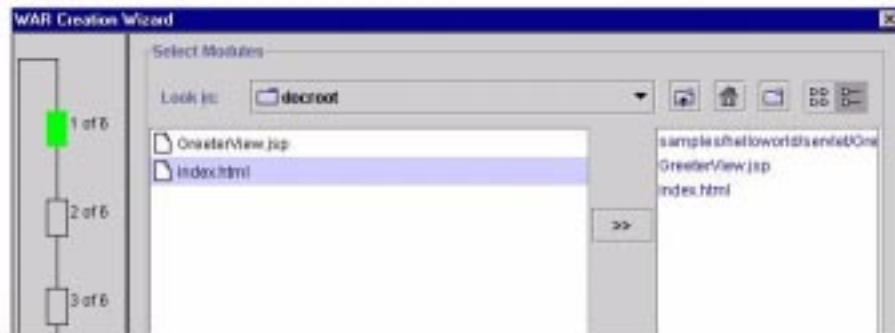 WAR Creation Wizard
Select Modules
Look in: docroot
1 of 6
GreeterView.jsp
index.html
2 of 6
3 of 6
>>
samples/helloworld/servlet/Gre
GreeterView.jsp
index.html